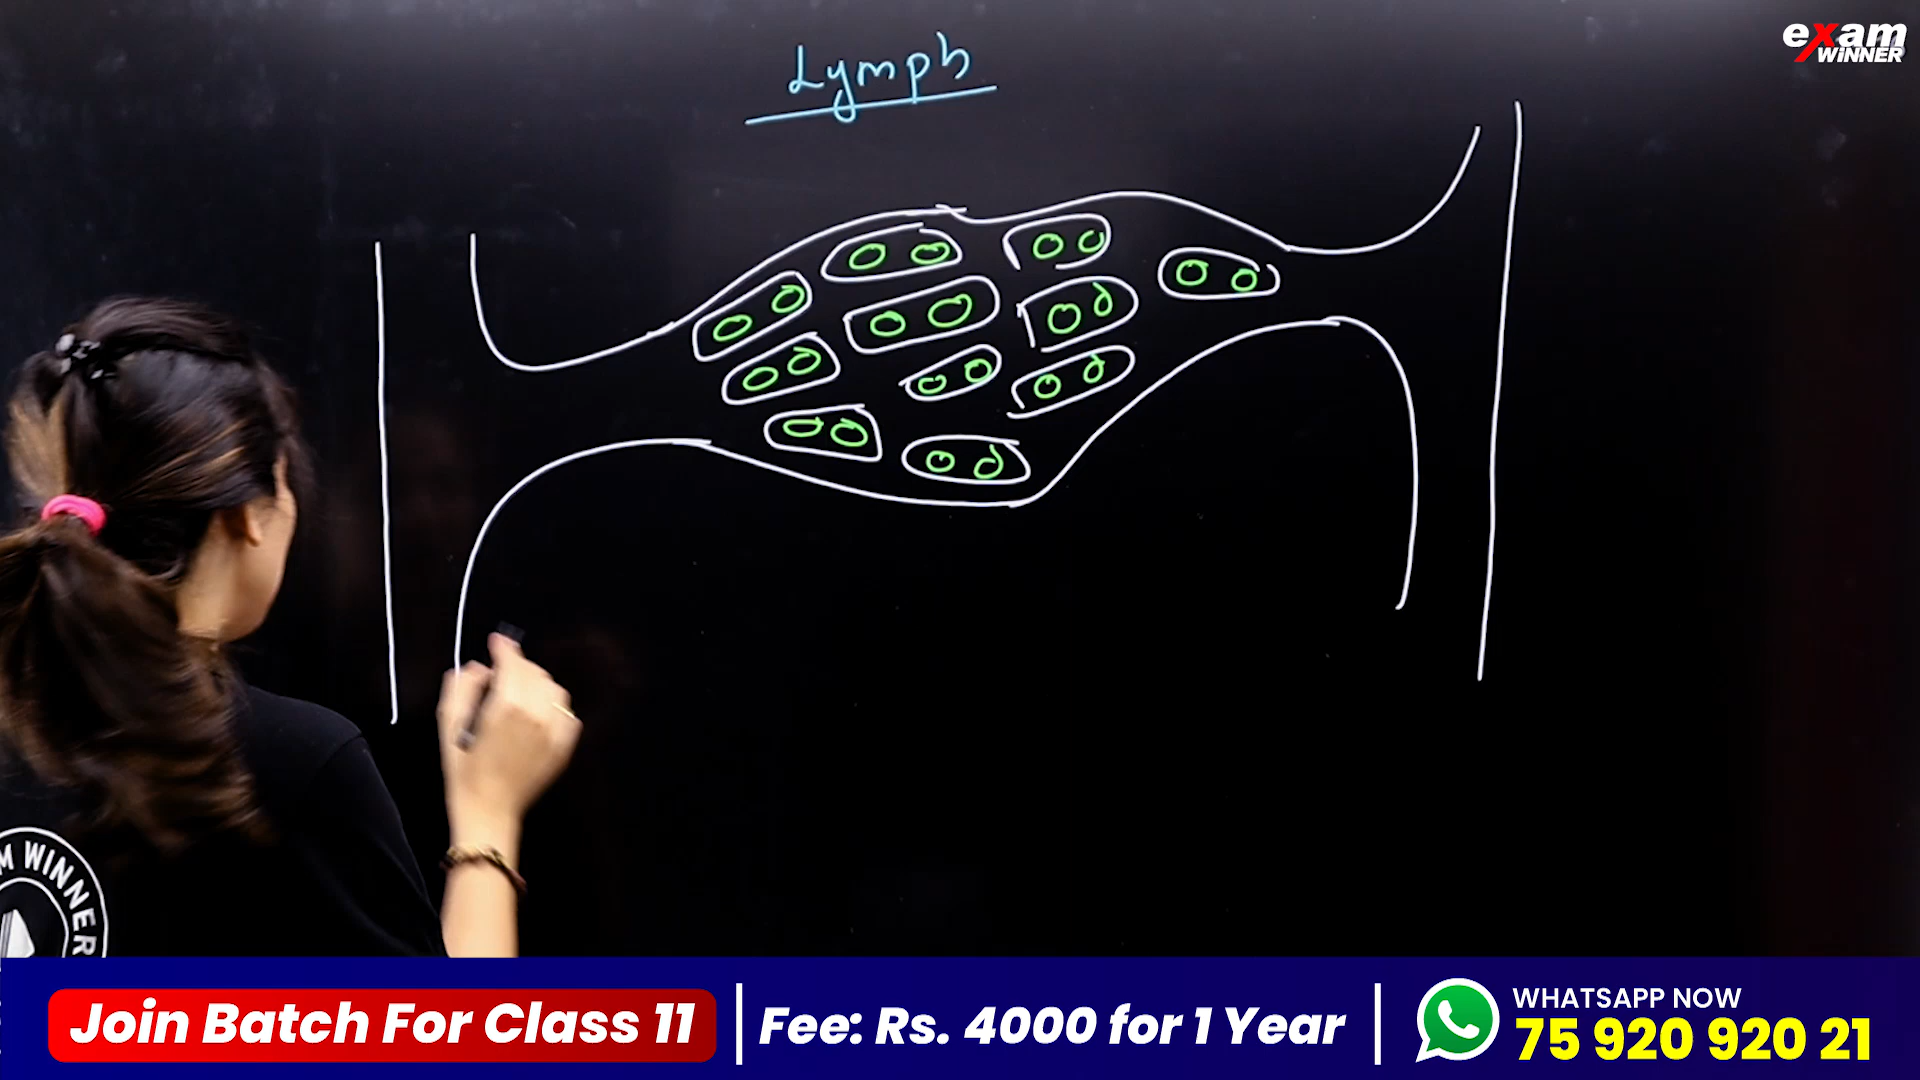 Lymph
exam
WINNER
M WINNER
Join Batch For Class 11
Fee: Rs. 4000 for 1 Year
WHATSAPP NOW
75 920 920 21